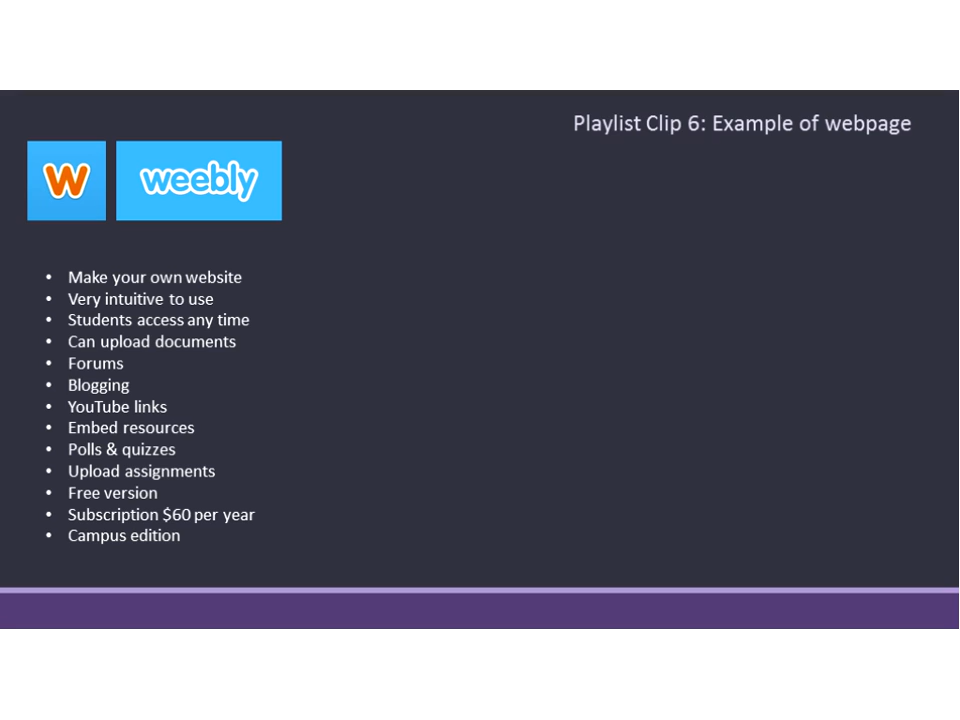 Playlist Clip 6: Example of webpage
W
weebly
• Make your own website
• Very intuitive to use
• Students access any time
• Can upload documents
• Forums
• Blogging
• YouTube links
• Embed resources
• Polls & quizzes
• Upload assignments
• Free version
• Subscription $60 per year
• Campus edition